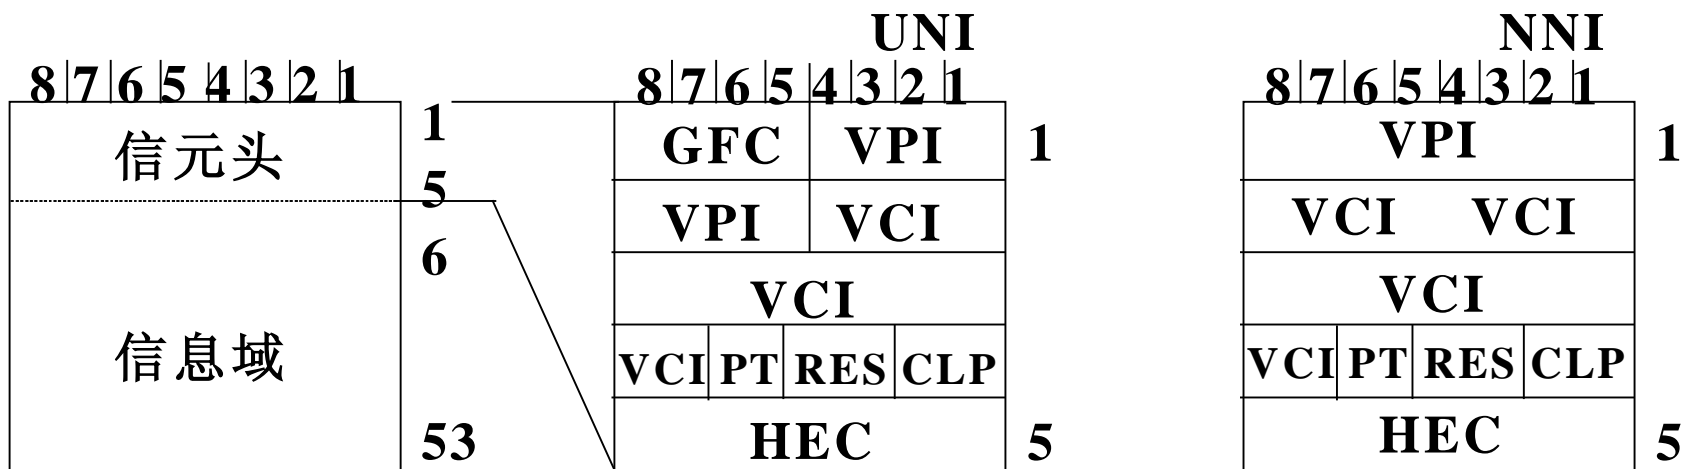 UNI
NNI
8 7 6 5 4 3 2 1
8 7 6 5 4 3 2 1
8 7 6 5 4 3 2 1
信元头
1
5
6
信息域
53
GFC VPI
1
VPI VCI
VCI
VCI PT RES CLP
HEC
5
VPI
1
VCI VCI
VCI
VCI PT RES CLP
HEC
5